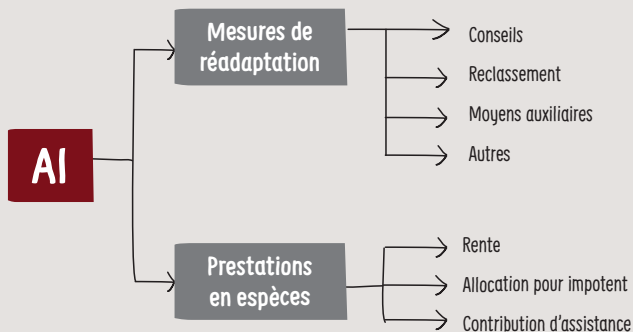 AI
Mesures de
réadaptation
Conseils
Reclassement
Moyens auxiliaires
Autres
Prestations
en espèces
Rente
Allocation pour impotent
Contribution d'assistance